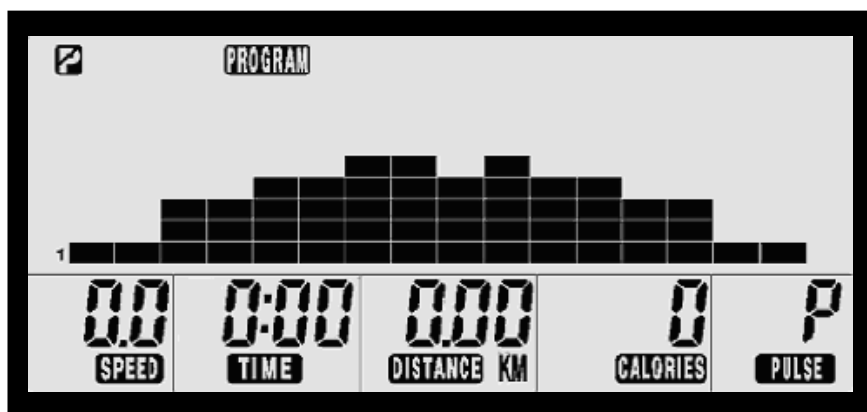 P PROGRAM
1
0.0 0:00 0.00 0 P
SPEED TIME DISTANCE KM CALORIES PULSE